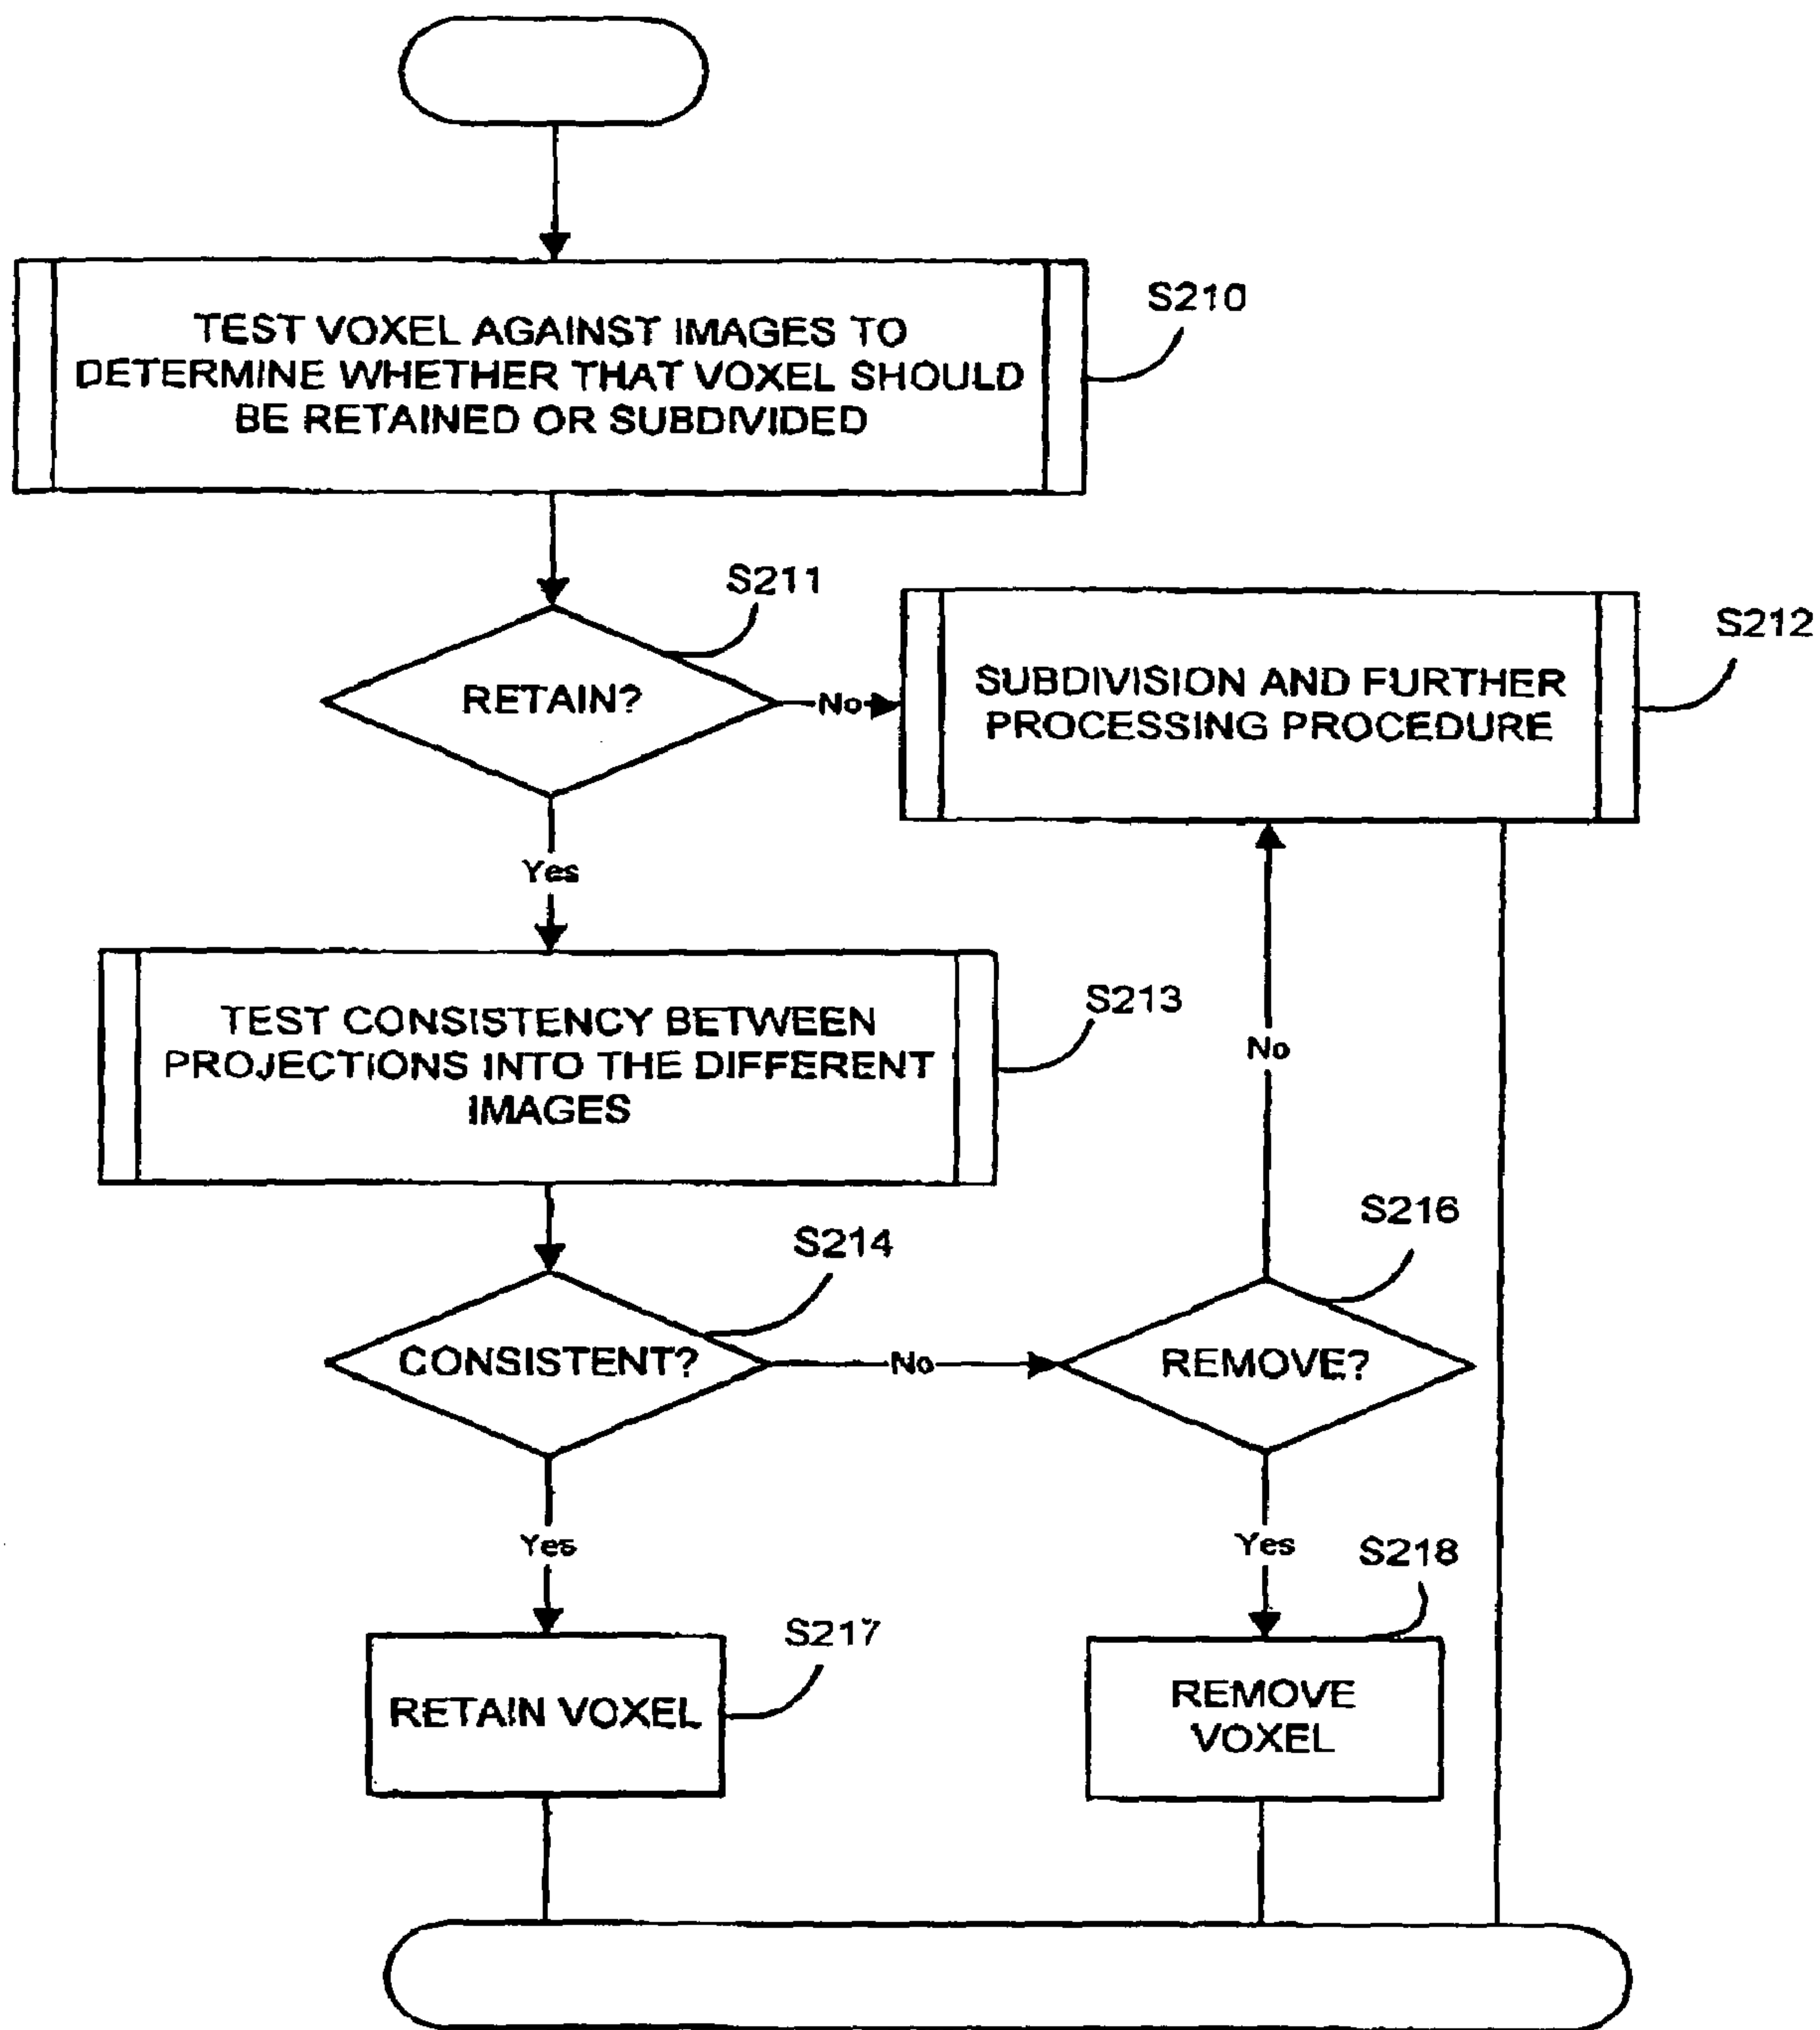 TEST VOXEL AGAINST IMAGES TO
DETERMINE WHETHER THAT VOXEL SHOULD
BE RETAINED OR SUBDIVIDED
S210
S211
RETAIN?
No
S212
SUBDIVISION AND FURTHER
PROCESSING PROCEDURE
Yes
TEST CONSISTENCY BETWEEN
PROJECTIONS INTO THE DIFFERENT
IMAGES
S213
No
S214
CONSISTENT?
No
S216
REMOVE?
Yes
Yes
S217
RETAIN VOXEL
S218
REMOVE
VOXEL